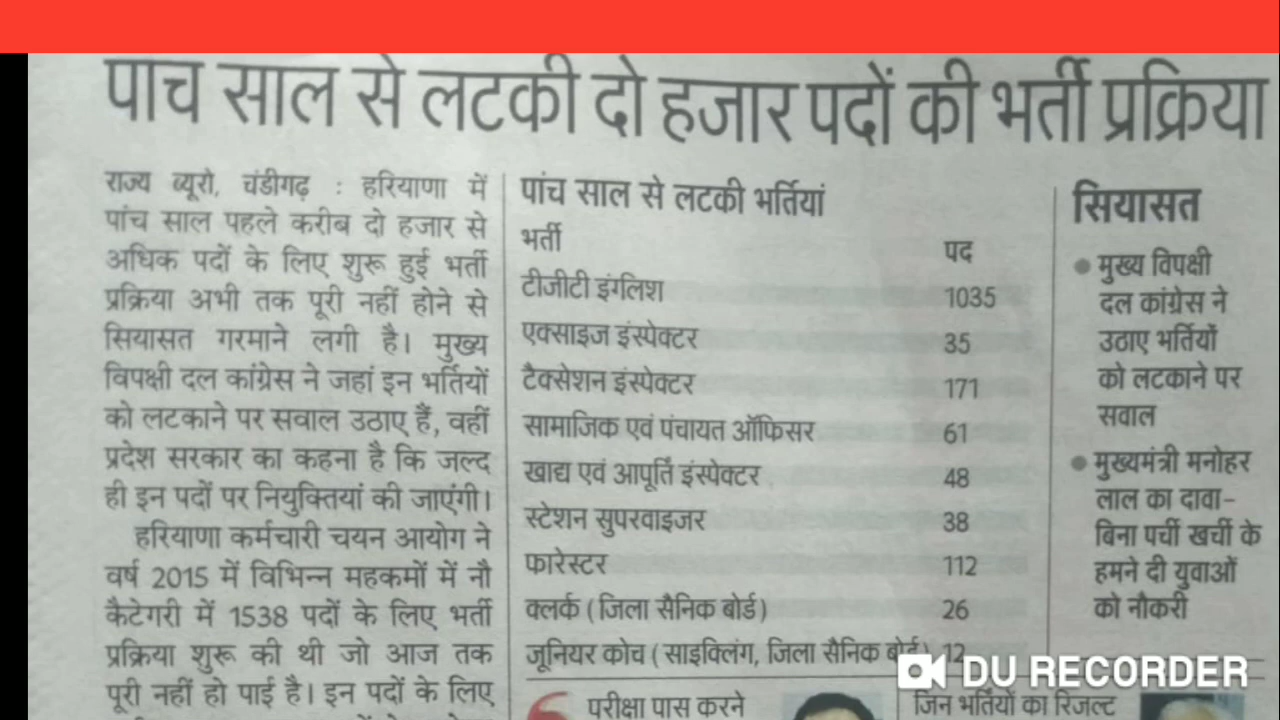 पाच साल से लटकी दो हजार पदों की भर्ती प्रक्रिया
राज्य ब्यूरो, चंडीगढ़ : हरियाणा में
पांच साल पहले करीब दो हजार से
अधिक पदों के लिए शुरू हुई भर्ती
प्रक्रिया अभी तक पूरी नहीं होने से
सियासत गरमाने लगी है। मुख्य
विपक्षी दल कांग्रेस ने जहां इन भर्तियों
को लटकाने पर सवाल उठाए हैं, वहीं
प्रदेश सरकार का कहना है कि जल्द
ही इन पदों पर नियुक्तियां की जाएंगी।
हरियाणा कर्मचारी चयन आयोग ने
वर्ष 2015 में विभिन्न महकमों में नौ
कैटेगरी में 1538 पदों के लिए भर्ती
प्रक्रिया शुरू की थी जो आज तक
पूरी नहीं हो पाई है। इन पदों के लिए
पांच साल से लटकी भर्तियां
भर्ती पद
टीजीटी इंगलिश 1035
एक्साइज इंस्पेक्टर 35
टैक्सेशन इंस्पेक्टर 171
सामाजिक एवं पंचायत ऑफिसर 61
खाद्य एवं आपूर्ति इंस्पेक्टर 48
स्टेशन सुपरवाइजर 38
फारेस्टर 112
क्लर्क (जिला सैनिक बोर्ड) 26
जूनियर कोच (साइक्लिंग, जिला सैनिक बोर्ड) 12
परीक्षा पास करने
जिन भर्तियों का रिजल्ट
सियासत
● मुख्य विपक्षी
दल कांग्रेस ने
उठाए भर्तियों
को लटकाने पर
सवाल
● मुख्यमंत्री मनोहर
लाल का दावा-
बिना पर्ची खर्ची के
हमने दी युवाओं
को नौकरी
DU RECORDER